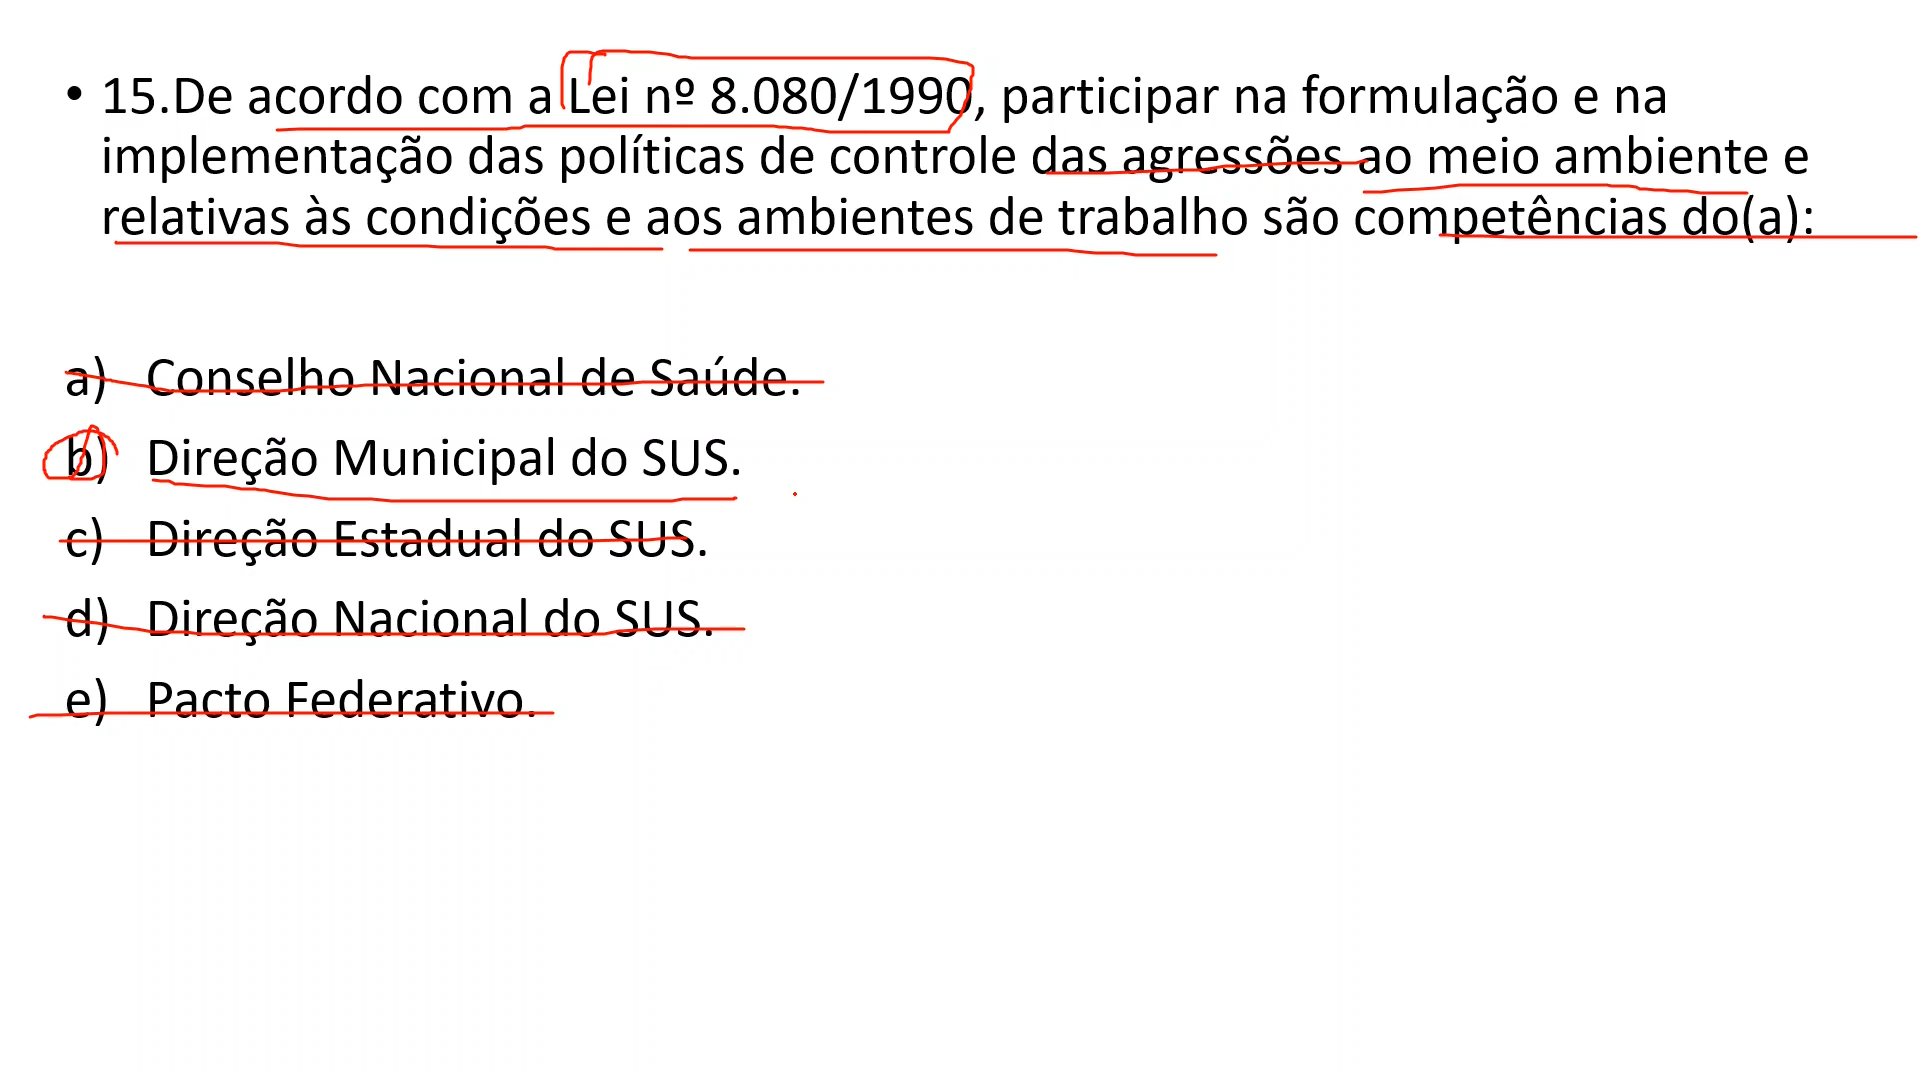 • 15.De acordo com a Lei nº 8.080/1990, participar na formulação e na
implementação das políticas de controle das agressões ao meio ambiente e
relativas às condições e aos ambientes de trabalho são competências do(a):
a) Conselho Nacional de Saúde.
b) Direção Municipal do SUS.
c) Direção Estadual do SUS.
d) Direção Nacional do SUS.
e) Pacto Federativo.